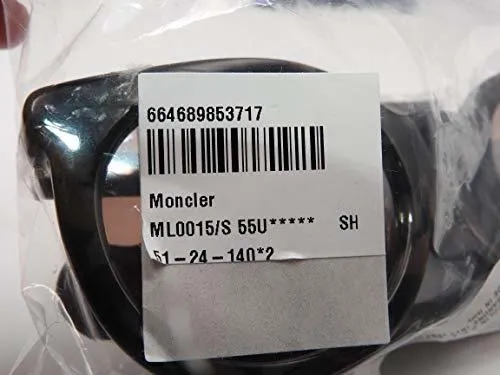 664689853717
Moncler
ML0015/S 55U***** SH
51-24-140*2